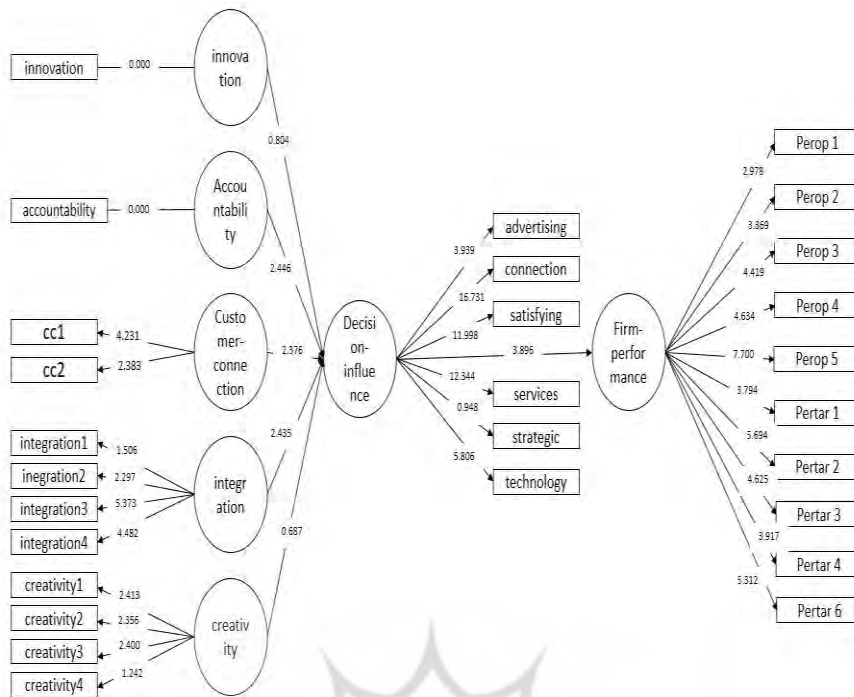 innovation
0.000
innova
tion
0.804
accountability
0.000
Accou
ntabili
ty
2.446
cc1
4.231
cc2
2.383
Custo
mer-
conne
ction
2.376
integration1
1.506
inegration2
2.297
integration3
5.373
integration4
4.482
integr
ation
2.435
creativity1
2.413
creativity2
2.356
creativity3
2.400
creativity4
1.242
creativ
ity
0.687
Decisi
on-
influe
nce
3.939
advertising
16.731
connection
11.998
satisfying
3.896
12.344
services
0.948
strategic
5.806
technology
Firm-
perfor
mance
2.978
Perop 1
3.369
Perop 2
4.419
Perop 3
4.634
Perop 4
7.700
Perop 5
3.794
Pertar 1
5.694
Pertar 2
4.625
Pertar 3
3.917
Pertar 4
5.312
Pertar 6